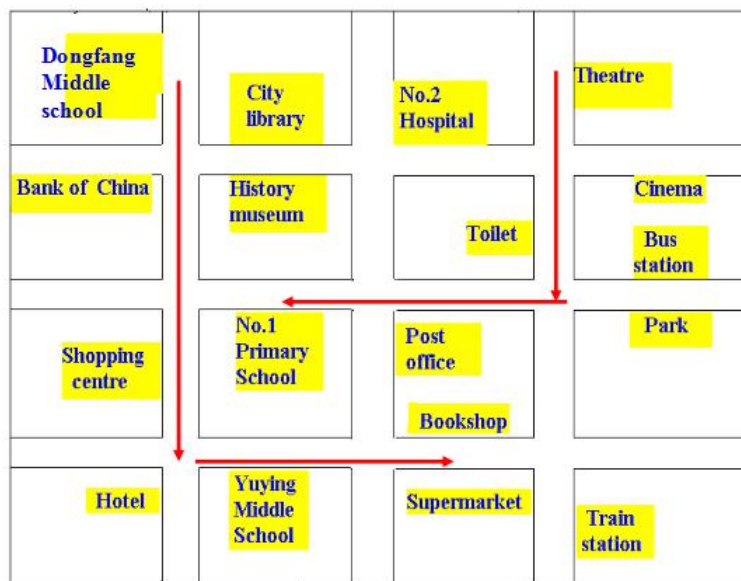 Dongfang
Middle
school
City
library
No.2
Hospital
Theatre
Bank of China
History
museum
Toilet
Cinema
Bus
station
Shopping
centre
No.1
Primary
School
Post
office
Bookshop
Park
Hotel
Yuying
Middle
School
Supermarket
Train
station